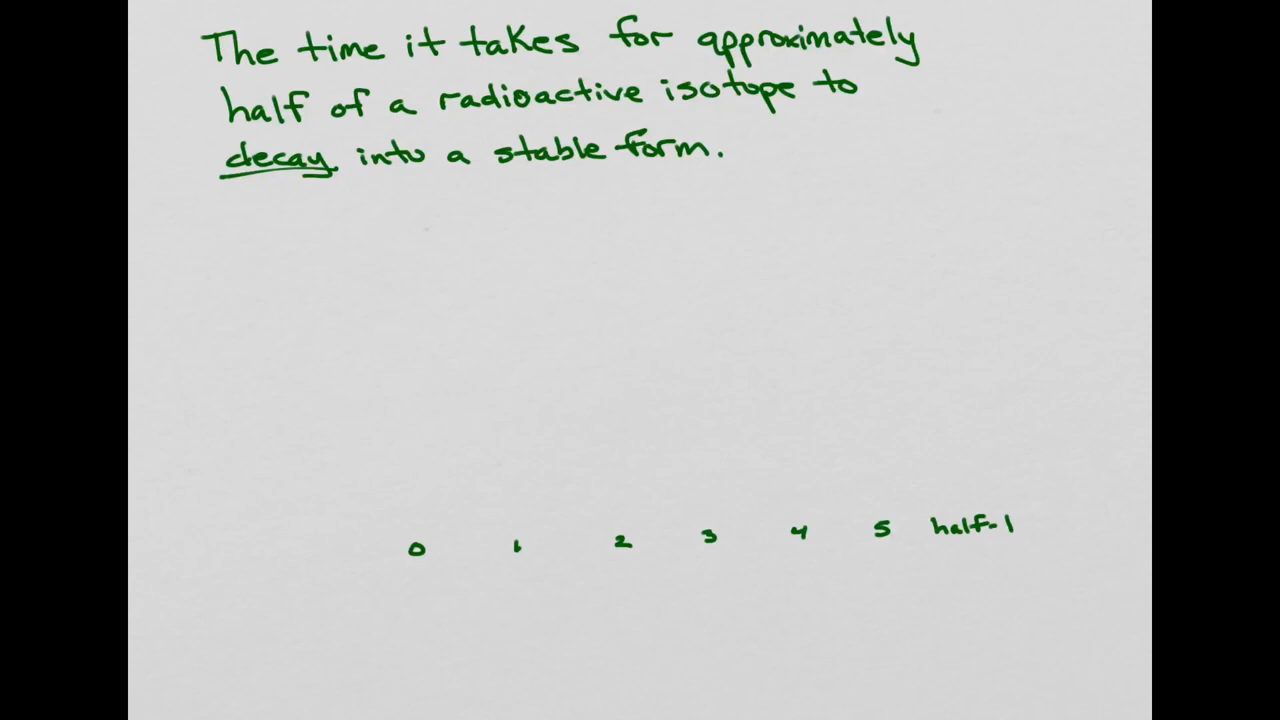 The time it takes for approximately
half of a radioactive isotope to
decay into a stable form.
0 1 2 3 4 5 half-l